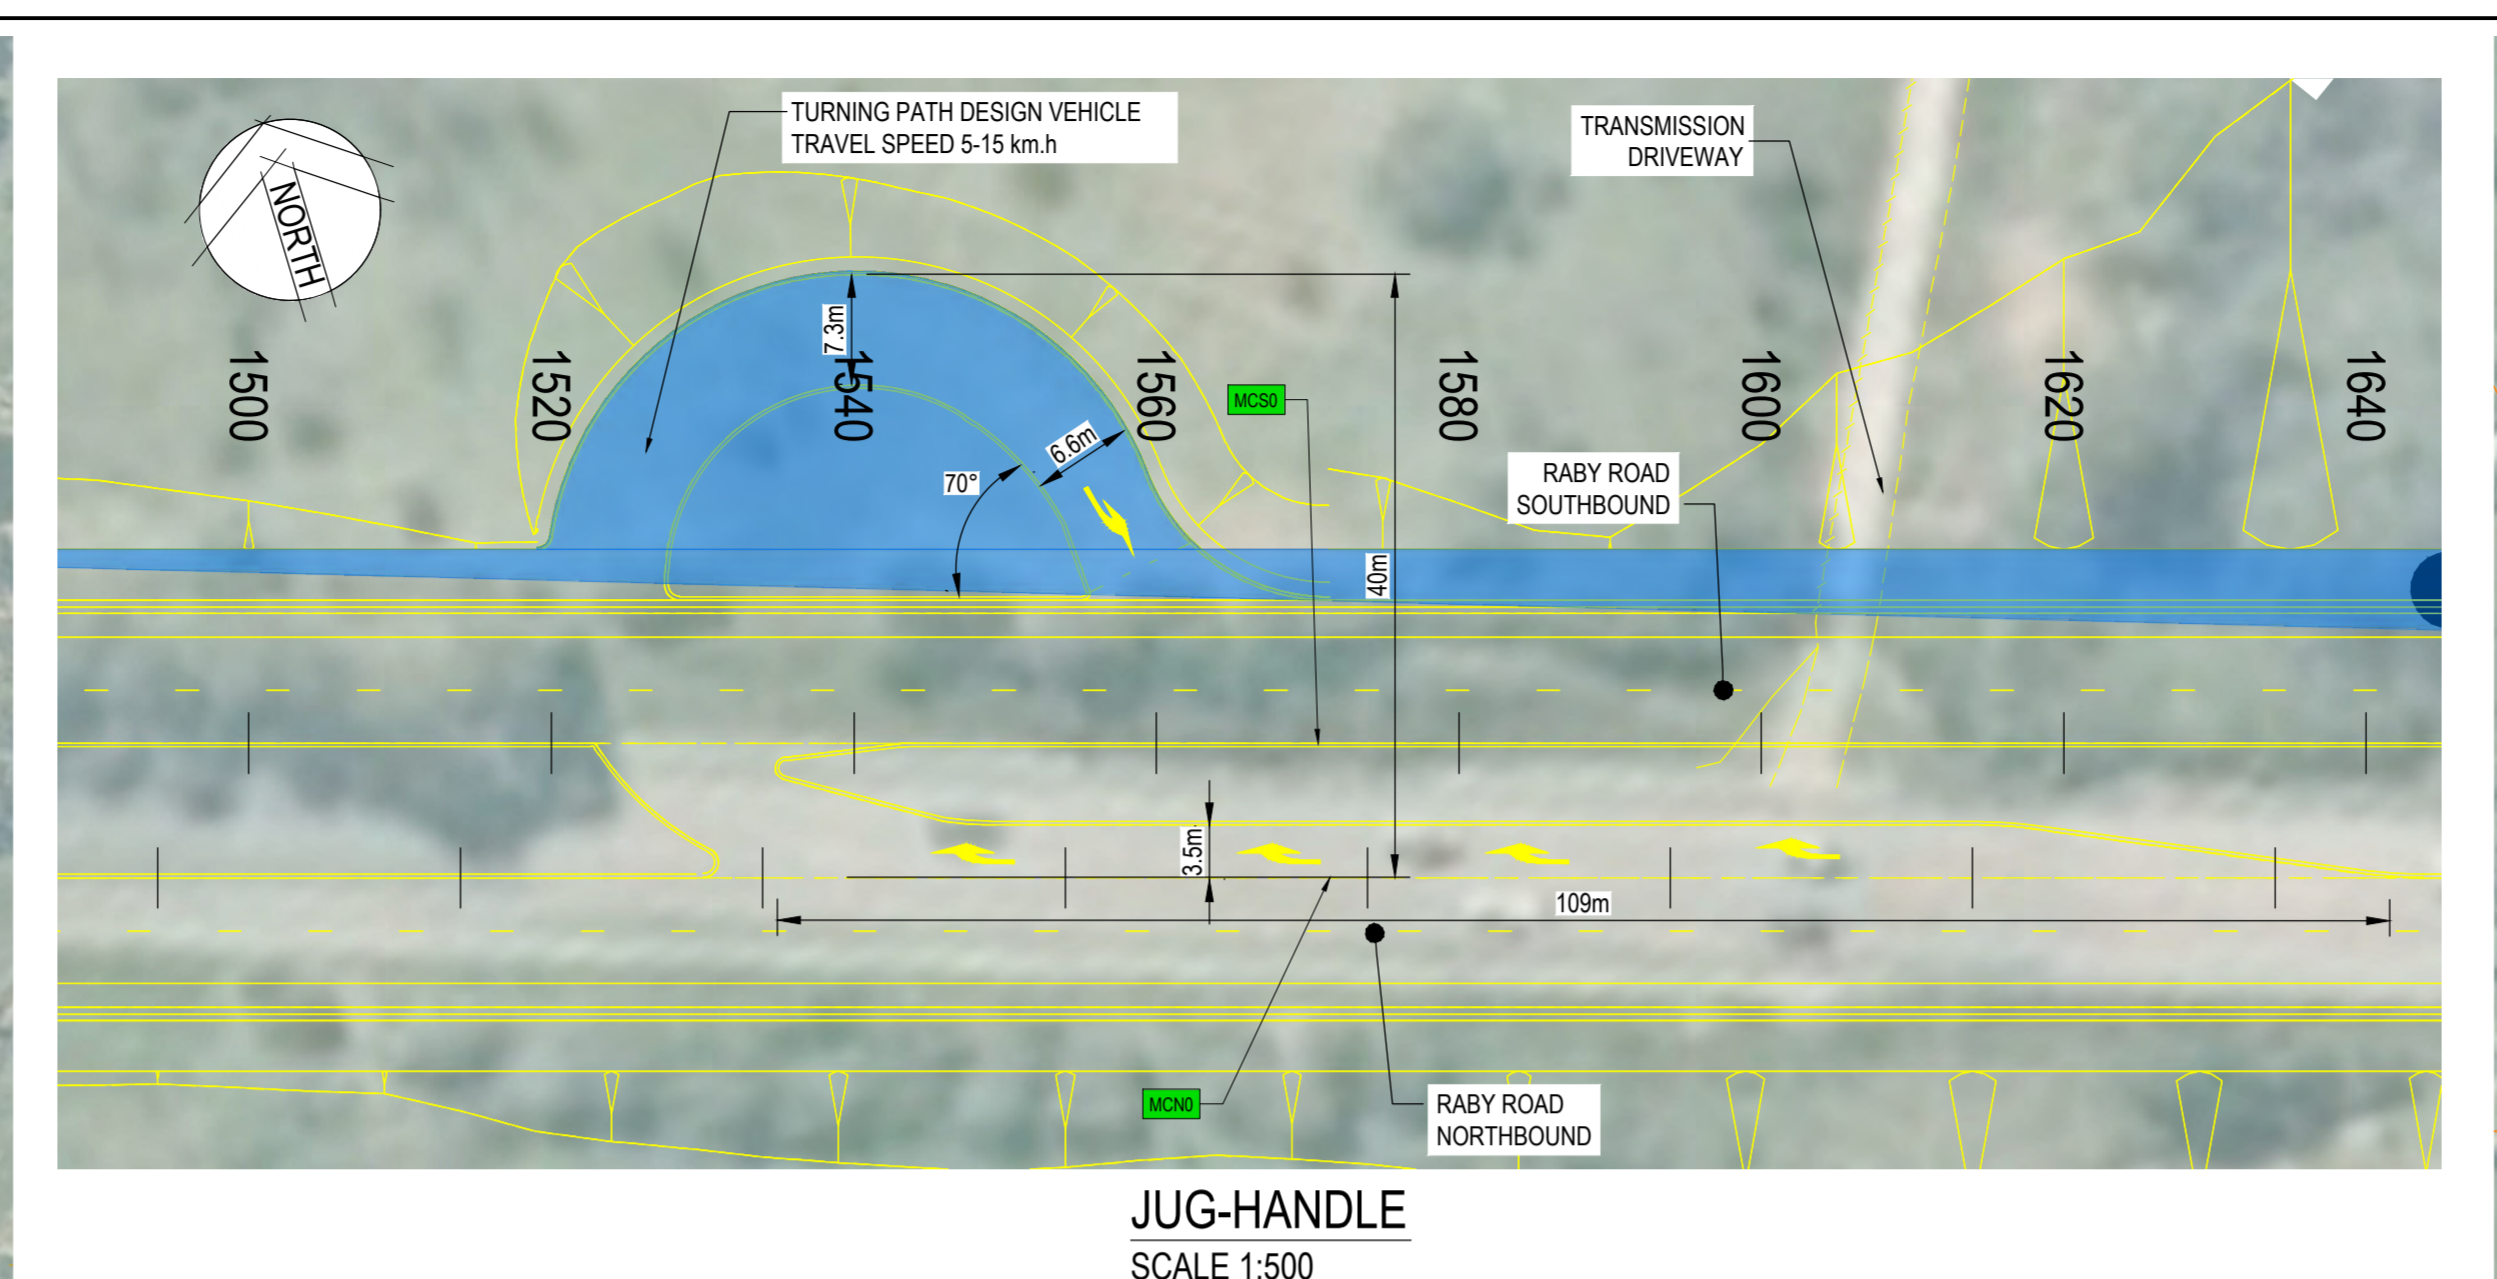 TURNING PATH DESIGN VEHICLE
TRAVEL SPEED 5-15 km.h
TRANSMISSION
DRIVEWAY
NORTH
7.3m
1500
1520
1540
1560
1580
1600
1620
1640
MCS0
6.6m
70°
RABY ROAD
SOUTHBOUND
40m
3.5m
109m
MCN0
RABY ROAD
NORTHBOUND
JUG-HANDLE
SCALE 1:500